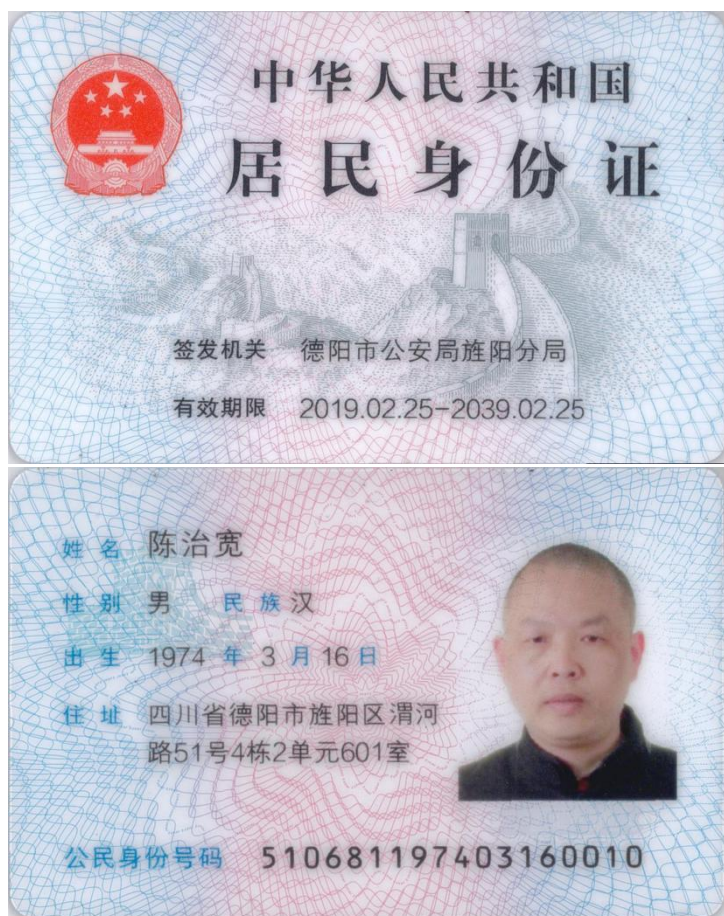 中华人民共和国
居民身份证
签发机关 德阳市公安局旌阳分局
有效期限 2019.02.25-2039.02.25
姓名 陈治宽
性别 男 民族 汉
出生 1974 年 3 月 16 日
住址 四川省德阳市旌阳区渭河
路51号4栋2单元601室
公民身份号码 510681197403160010